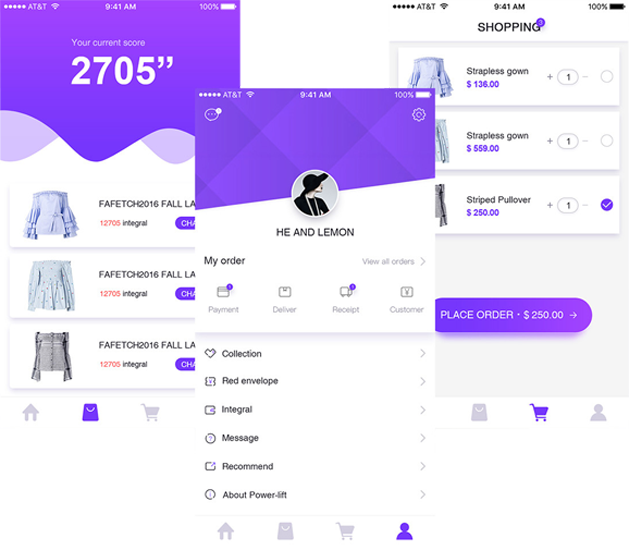 AT&T 9:41 AM 100%
Your current score
2705”
FAFETCH2016 FALL LA
12705 integral CHA
FAFETCH2016 FALL LA
12705 integral CHA
FAFETCH2016 FALL LA
12705 integral CHA
AT&T 9:41 AM 100%
HE AND LEMON
My order View all orders
Payment Deliver Receipt Customer
Collection
Red envelope
Integral
Message
Recommend
About Power-lift
AT&T 9:41 AM 100%
SHOPPING 3
Strapless gown
$ 136.00
+ 1 −
Strapless gown
$ 559.00
+ 1 −
Striped Pullover
$ 250.00
+ 1 −
PLACE ORDER • $ 250.00 →